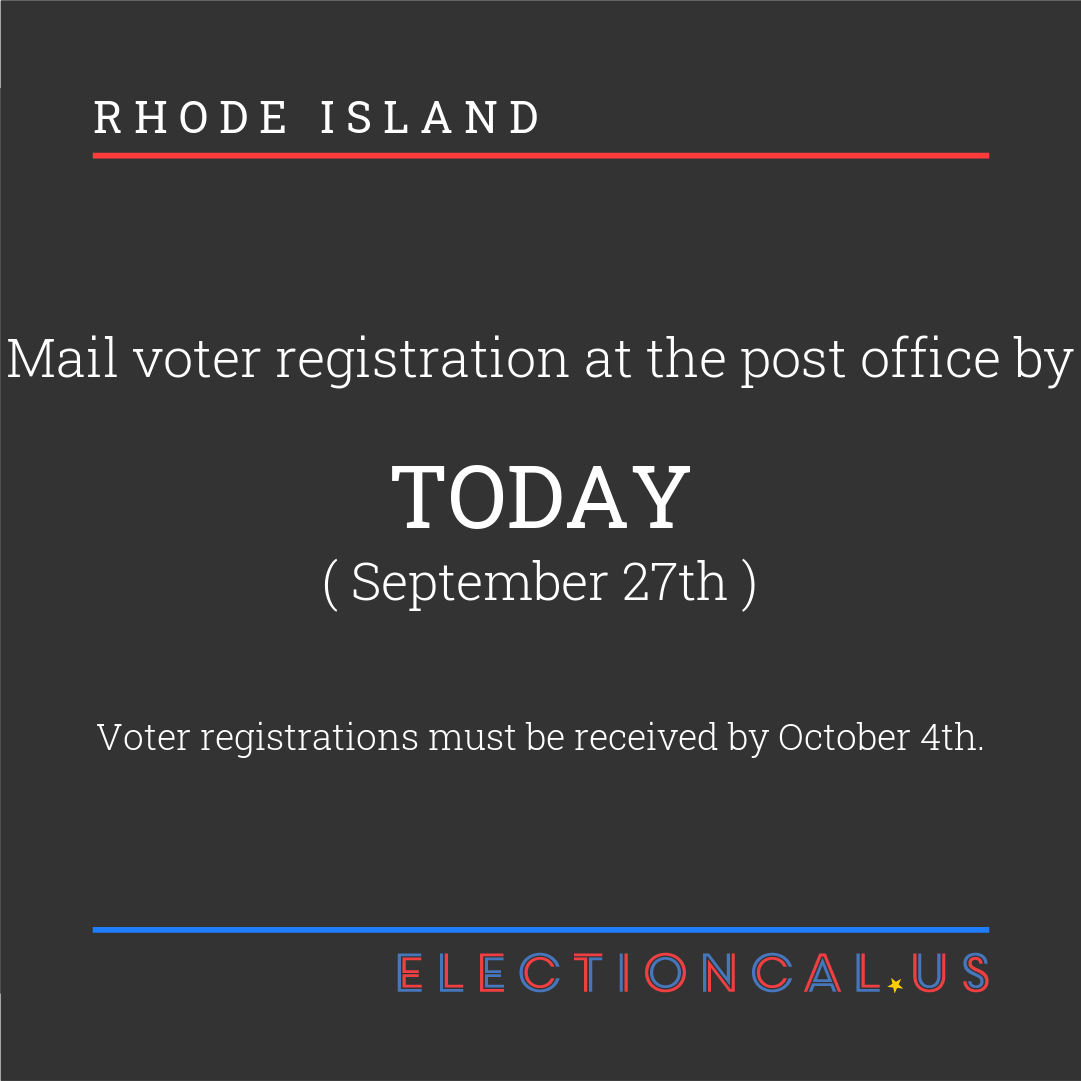 RHODE ISLAND
Mail voter registration at the post office by
TODAY
( September 27th )
Voter registrations must be received by October 4th.
ELECTIONCAL.US